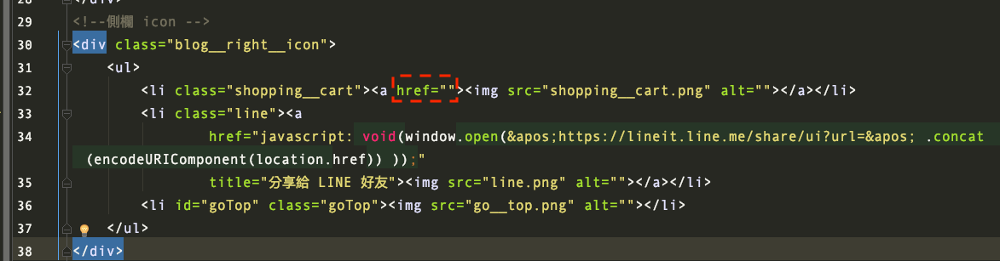 28 </div>
29 <!--側欄 icon -->
30 <div class="blog__right__icon">
31 <ul>
32 <li class="shopping__cart"><a href=""><img src="shopping__cart.png" alt=""></a></li>
33 <li class="line"><a
34 href="javascript: void(window.open(&apos;https://lineit.line.me/share/ui?url=&apos; .concat
(encodeURIComponent(location.href)) ));"
35 title="分享給 LINE 好友"><img src="line.png" alt=""></a></li>
36 <li id="goTop" class="goTop"><img src="go__top.png" alt=""></li>
37 </ul>
38 </div>